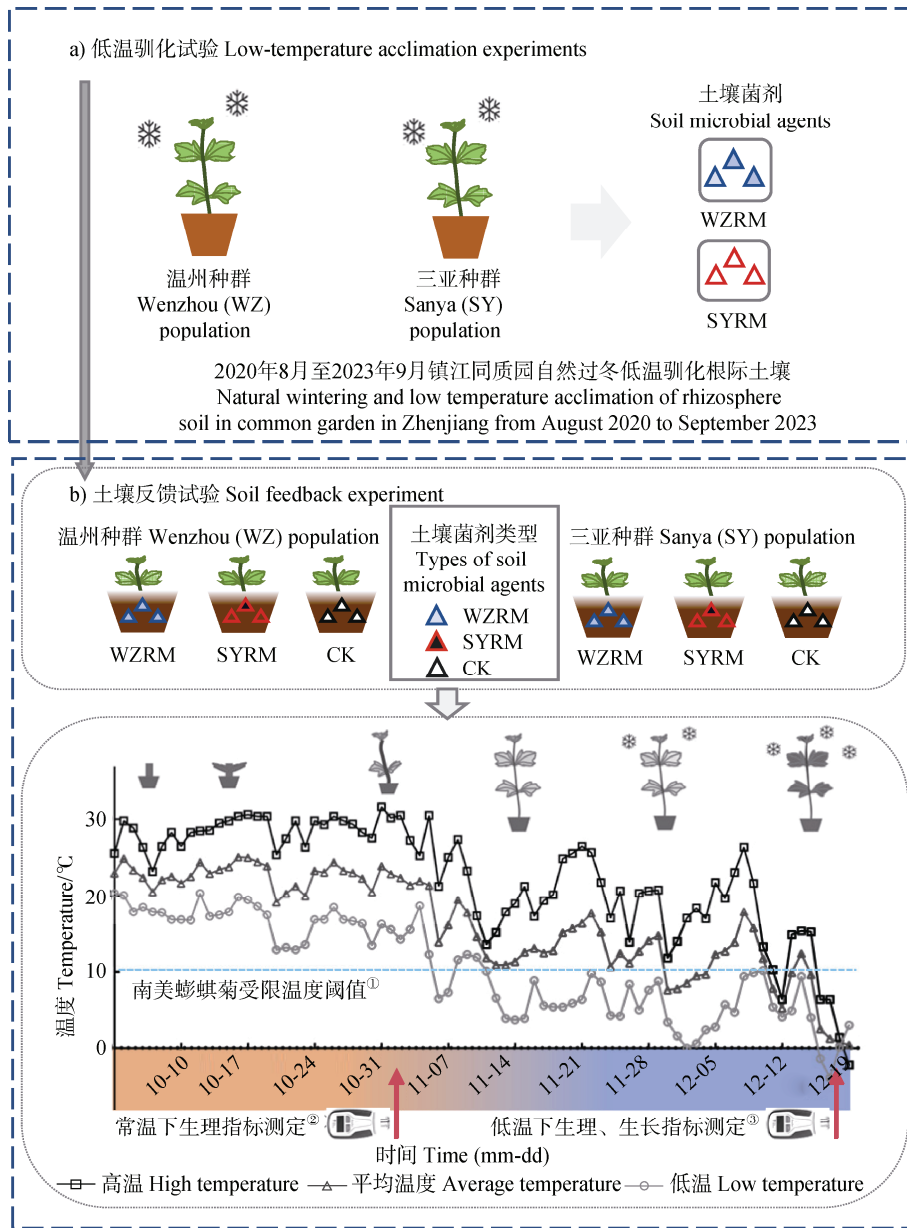 a) 低温驯化试验 Low-temperature acclimation experiments
土壤菌剂
Soil microbial agents
WZRM
SYRM
温州种群
Wenzhou (WZ)
population
三亚种群
Sanya (SY)
population
2020年8月至2023年9月镇江同质园自然过冬低温驯化根际土壤
Natural wintering and low temperature acclimation of rhizosphere
soil in common garden in Zhenjiang from August 2020 to September 2023
b) 土壤反馈试验 Soil feedback experiment
温州种群 Wenzhou (WZ) population
WZRM
SYRM
CK
土壤菌剂类型
Types of soil
microbial agents
WZRM
SYRM
CK
三亚种群 Sanya (SY) population
WZRM
SYRM
CK
温度 Temperature/℃
30
20
10
0
南美蟛蜞菊受限温度阈值①
10-10
10-17
10-24
10-31
11-07
11-14
11-21
11-28
12-05
12-12
12-19
常温下生理指标测定②
低温下生理、生长指标测定③
时间 Time (mm-dd)
高温 High temperature
平均温度 Average temperature
低温 Low temperature